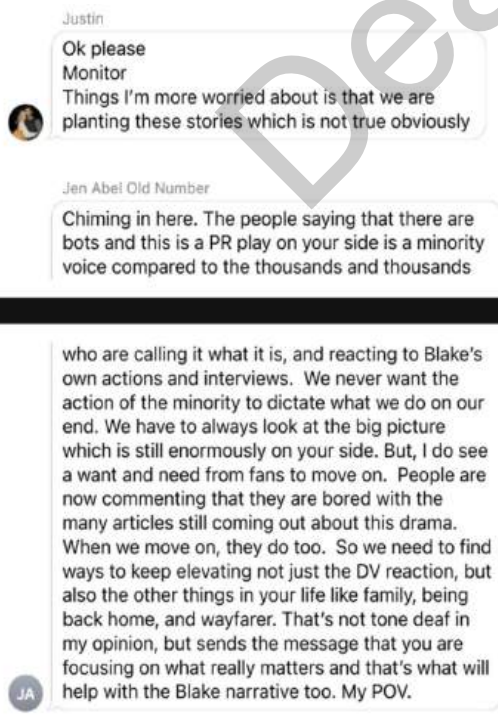 Justin
Ok please
Monitor
Things I'm more worried about is that we are
planting these stories which is not true obviously
Jen Abel Old Number
Chiming in here. The people saying that there are
bots and this is a PR play on your side is a minority
voice compared to the thousands and thousands
who are calling it what it is, and reacting to Blake's
own actions and interviews.  We never want the
action of the minority to dictate what we do on our
end. We have to always look at the big picture
which is still enormously on your side. But, I do see
a want and need from fans to move on.  People are
now commenting that they are bored with the
many articles still coming out about this drama.
When we move on, they do too.  So we need to find
ways to keep elevating not just the DV reaction, but
also the other things in your life like family, being
back home, and wayfarer. That's not tone deaf in
my opinion, but sends the message that you are
focusing on what really matters and that's what will
help with the Blake narrative too. My POV.
JA